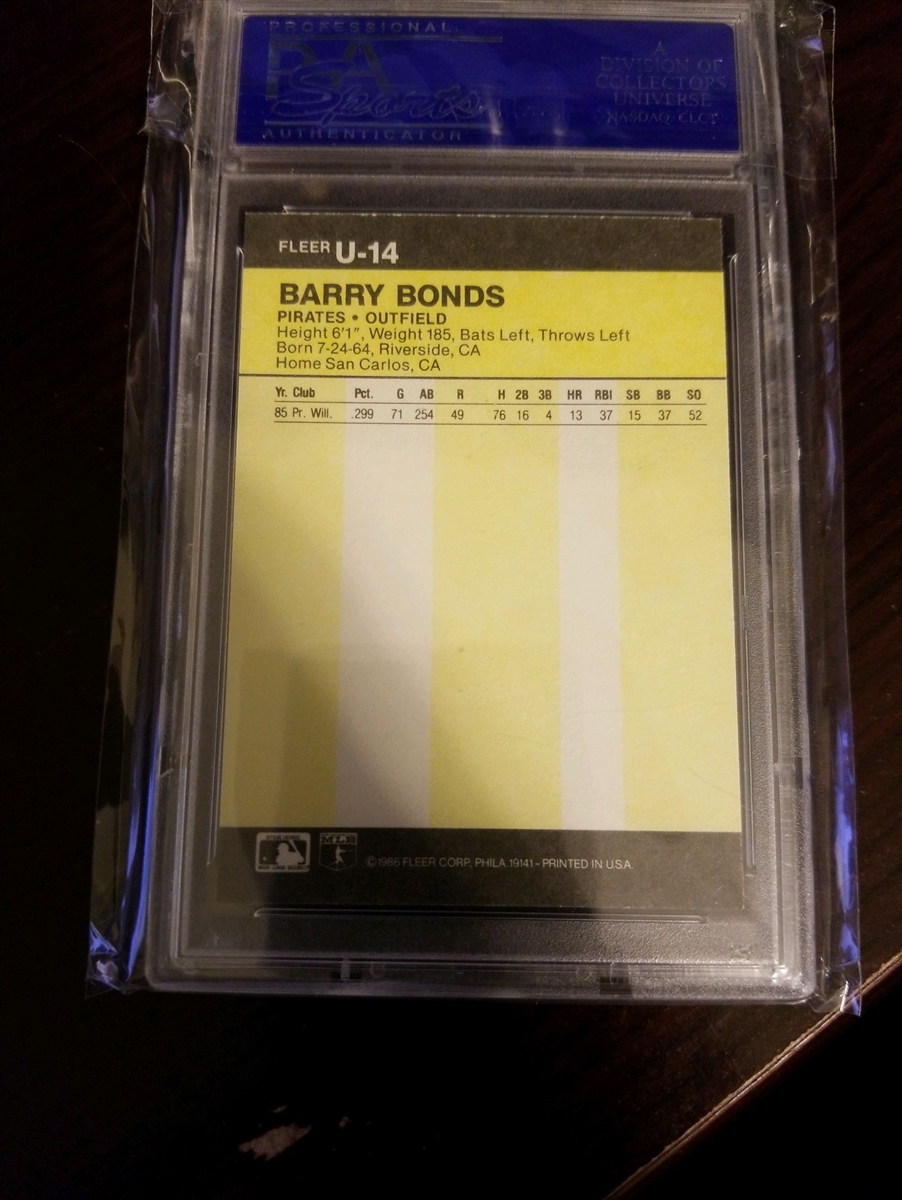 PROFESSIONAL
PSA
Sports
AUTHENTICATOR
A
DIVISION OF
COLLECTORS
UNIVERSE
NASDAQ: CLCT
FLEER U-14
BARRY BONDS
PIRATES • OUTFIELD
Height 6'1", Weight 185, Bats Left, Throws Left
Born 7-24-64, Riverside, CA
Home San Carlos, CA
Yr. Club Pct. G AB R H 2B 3B HR RBI SB BB SO
85 Pr. Will. .299 71 254 49 76 16 4 13 37 15 37 52
MLB
©1986 FLEER CORP., PHILA. 19141 - PRINTED IN U.S.A.